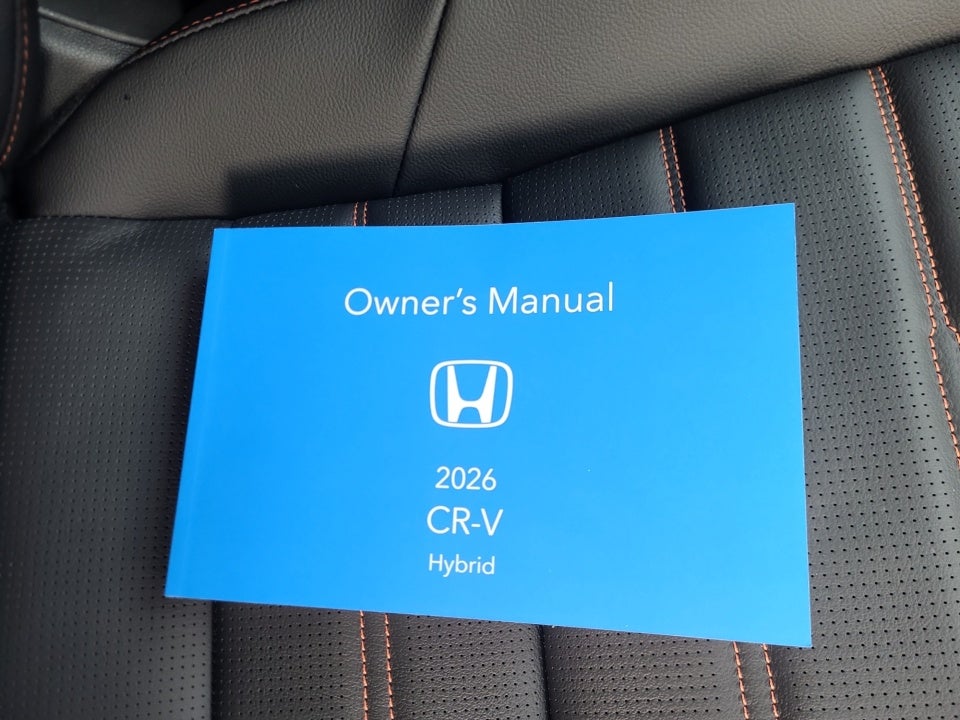 Owner’s Manual
2026
CR-V
Hybrid